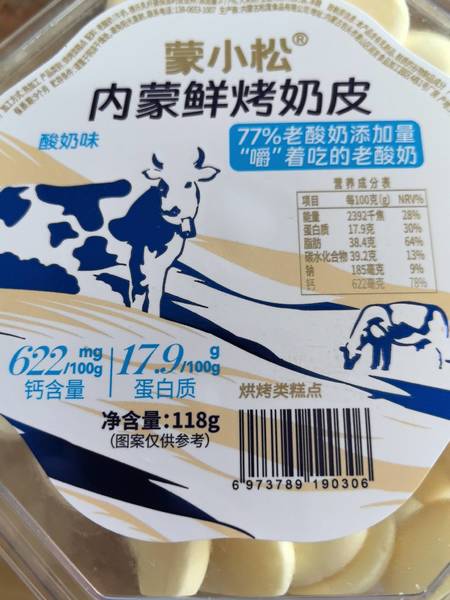 蒙小松®
内蒙鲜烤奶皮
酸奶味
77%老酸奶添加量
“嚼”着吃的老酸奶
营养成分表
项目 每100克(g) NRV%
能量 2392千焦 28%
蛋白质 17.9克 30%
脂肪 38.4克 64%
碳水化合物 39.2克 13%
钠 185毫克 9%
钙 622毫克 78%
622mg/100g 17.9g/100g
钙含量 蛋白质
净含量:118g
(图案仅供参考)
烘烤类糕点
6 973789 190306